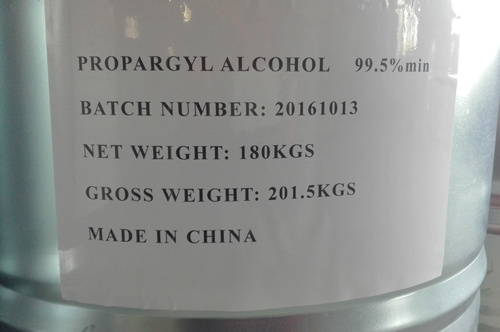 PROPARGYL ALCOHOL 99.5%min
BATCH NUMBER: 20161013
NET WEIGHT: 180KGS
GROSS WEIGHT: 201.5KGS
MADE IN CHINA